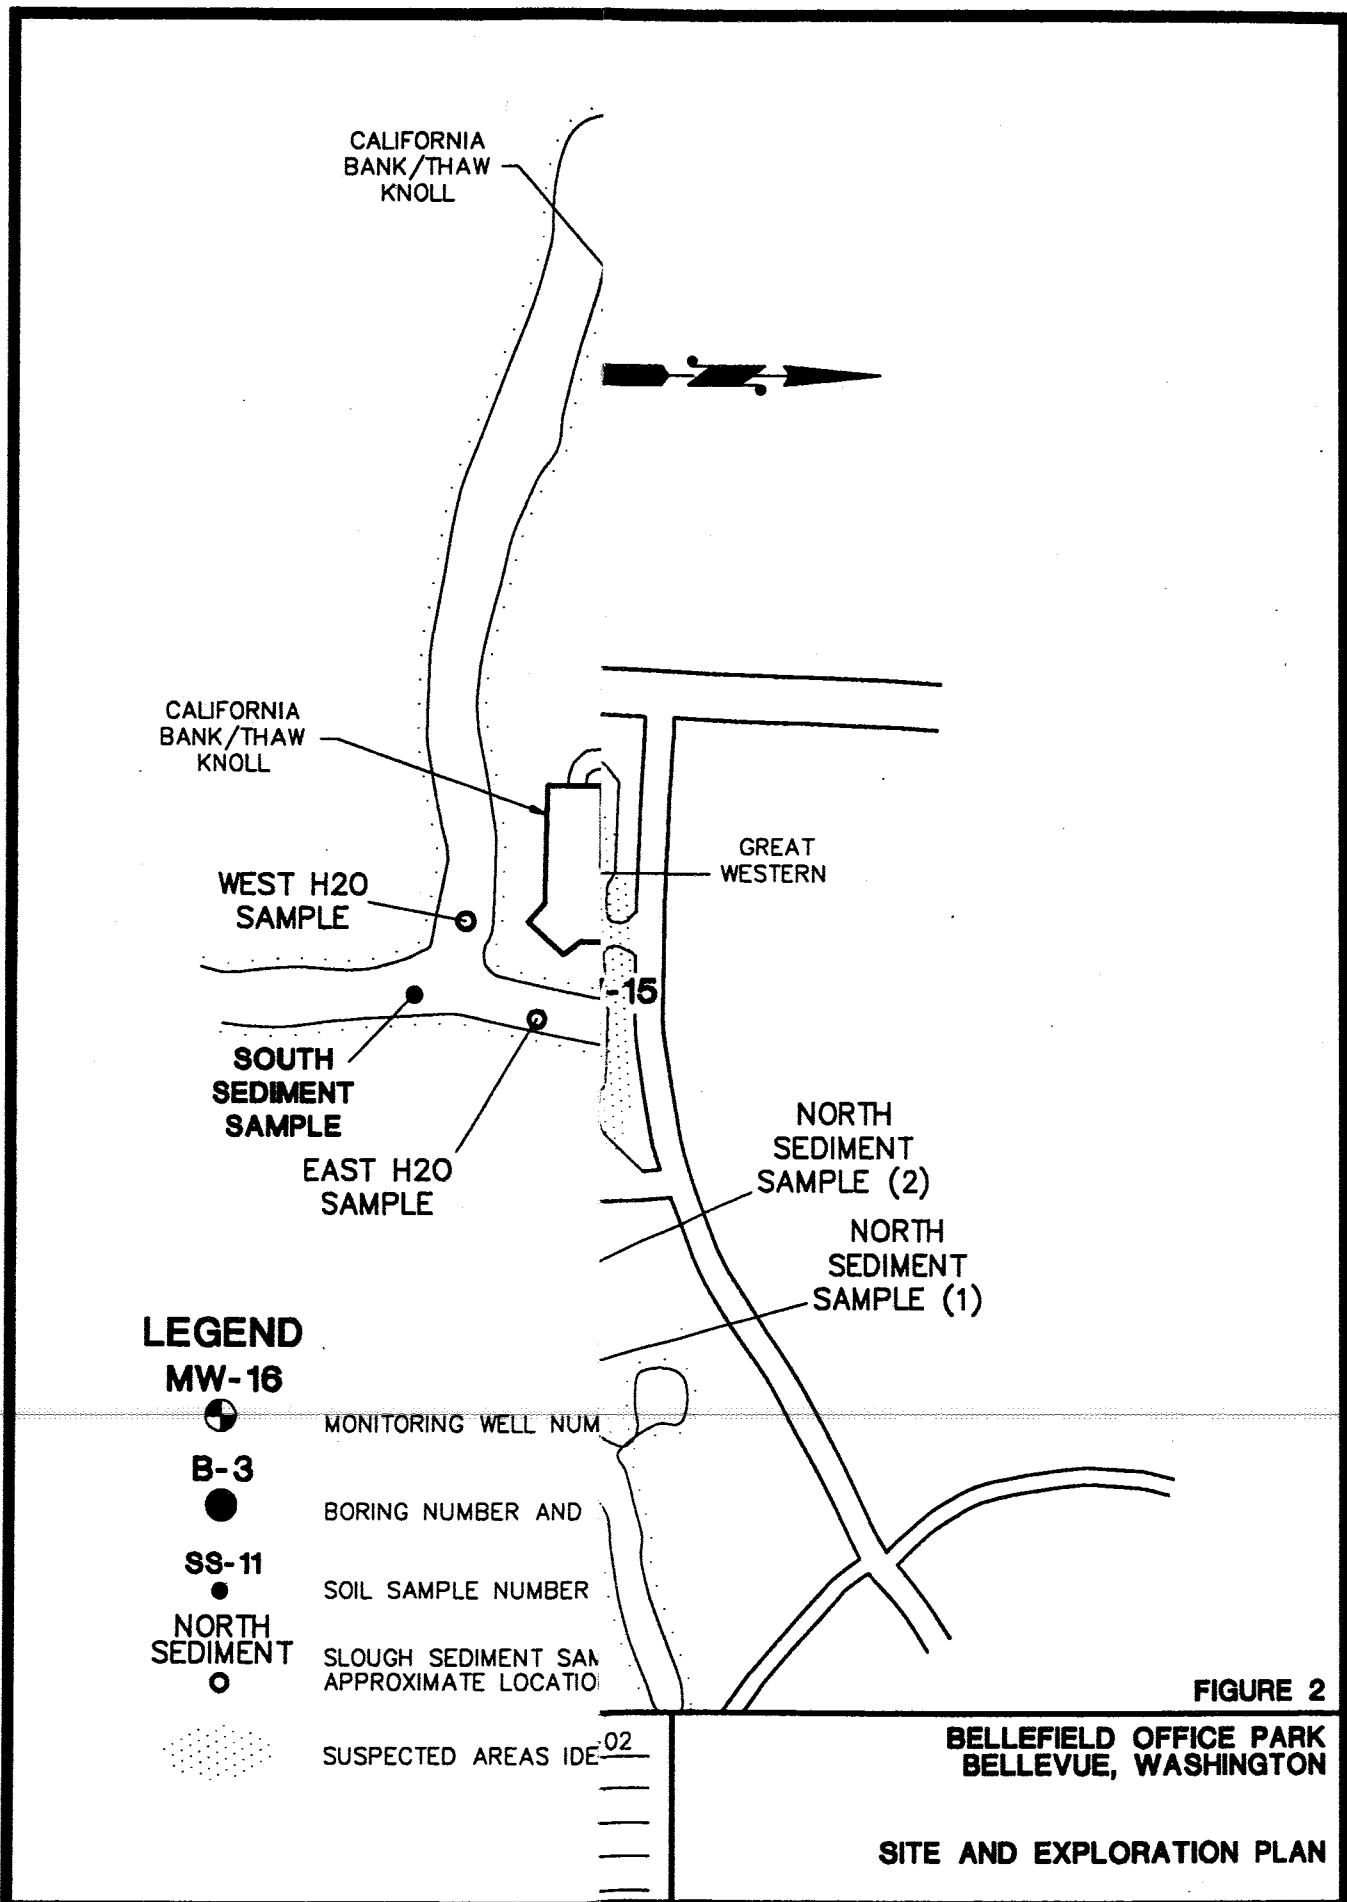 CALIFORNIA
BANK/THAW
KNOLL
CALIFORNIA
BANK/THAW
KNOLL
GREAT
WESTERN
WEST H2O
SAMPLE
-15
SOUTH
SEDIMENT
SAMPLE
EAST H2O
SAMPLE
NORTH
SEDIMENT
SAMPLE (2)
NORTH
SEDIMENT
SAMPLE (1)
LEGEND
MW-16
MONITORING WELL NUM
B-3
BORING NUMBER AND
SS-11
SOIL SAMPLE NUMBER
NORTH
SEDIMENT
SLOUGH SEDIMENT SAM
APPROXIMATE LOCATIO
SUSPECTED AREAS IDE
02
FIGURE 2
BELLEFIELD OFFICE PARK
BELLEVUE, WASHINGTON
SITE AND EXPLORATION PLAN